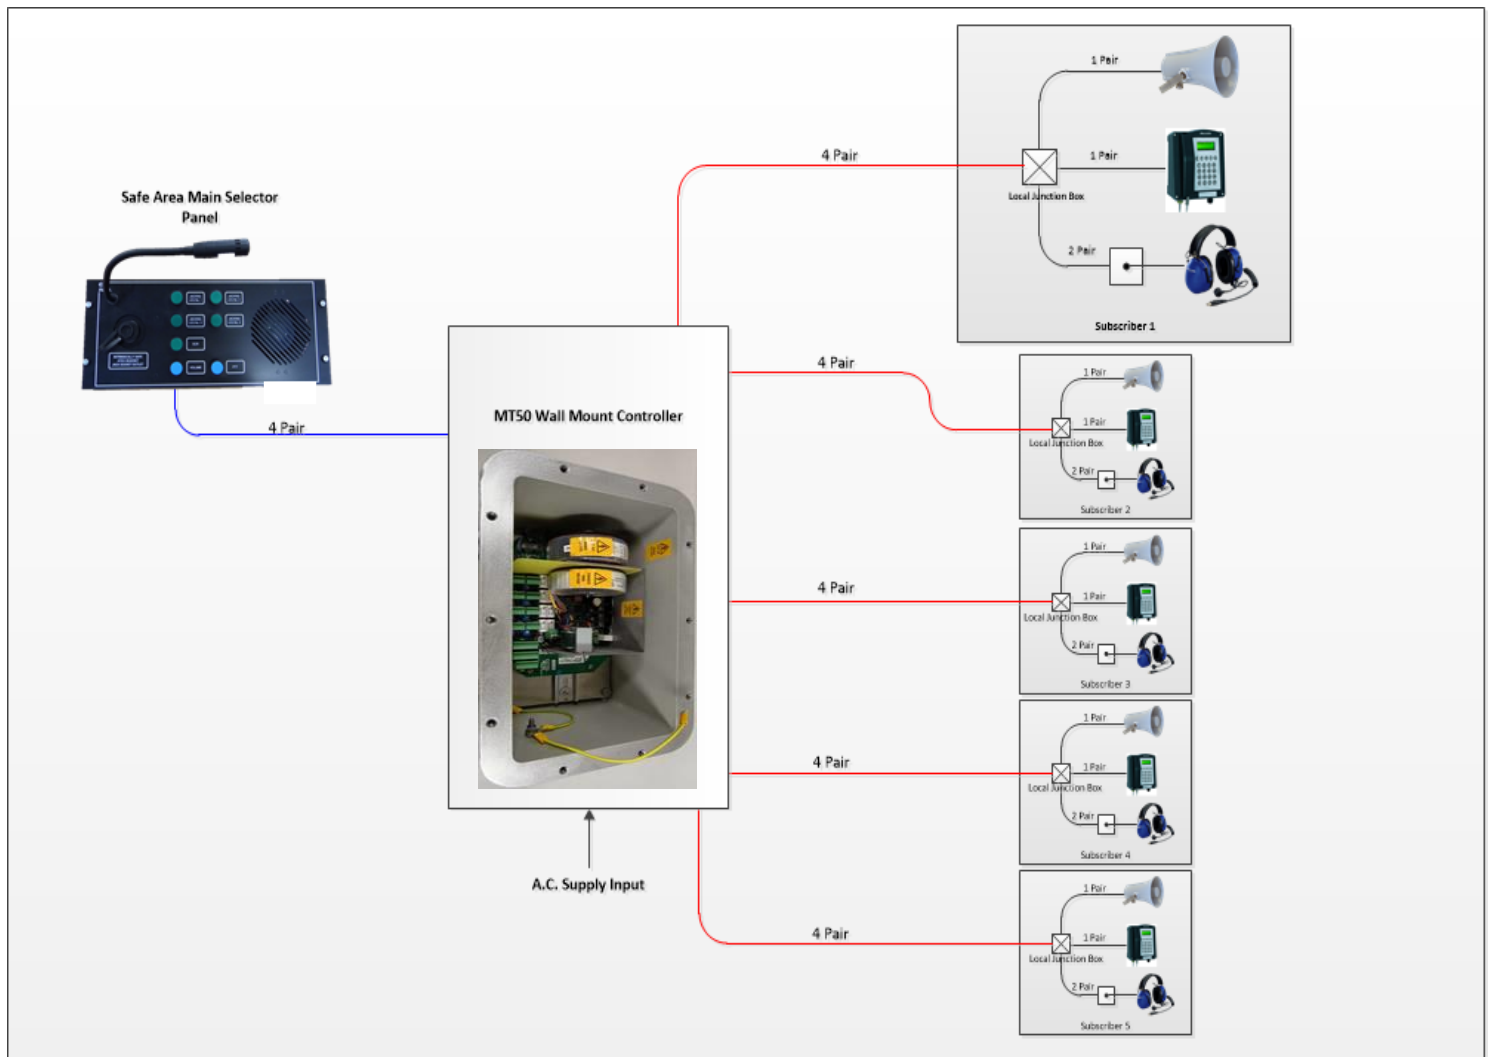 Safe Area Main Selector
Panel
4 Pair
MT50 Wall Mount Controller
A.C. Supply Input
4 Pair
1 Pair
1 Pair
Local Junction Box
2 Pair
Subscriber 1
4 Pair
1 Pair
1 Pair
Local Junction Box
2 Pair
Subscriber 2
4 Pair
1 Pair
1 Pair
Local Junction Box
2 Pair
Subscriber 3
4 Pair
1 Pair
1 Pair
Local Junction Box
2 Pair
Subscriber 4
4 Pair
1 Pair
1 Pair
Local Junction Box
2 Pair
Subscriber 5